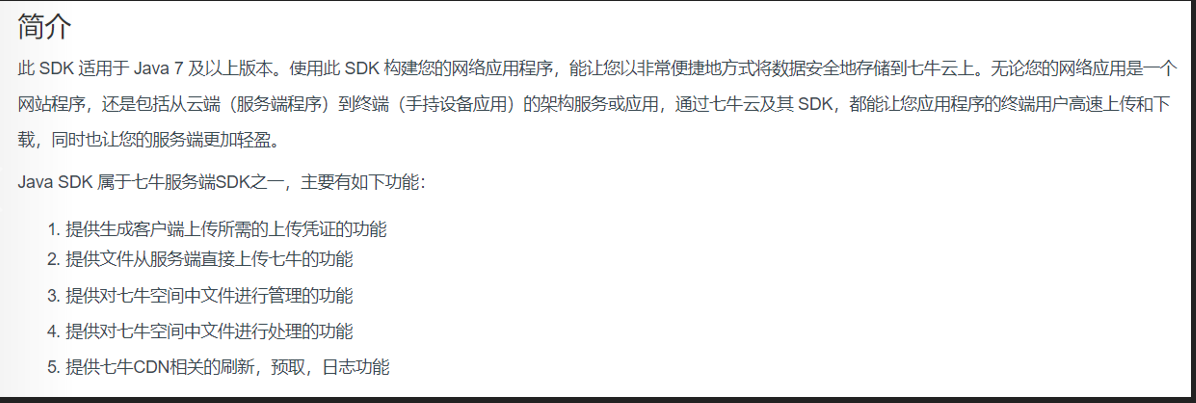 简介
此 SDK 适用于 Java 7 及以上版本。使用此 SDK 构建您的网络应用程序，能让您以非常便捷地方式将数据安全地存储到七牛云上。无论您的网络应用是一个
网站程序，还是包括从云端（服务端程序）到终端（手持设备应用）的架构服务或应用，通过七牛云及其 SDK，都能让您应用程序的终端用户高速上传和下
载，同时也让您的服务端更加轻盈。
Java SDK 属于七牛服务端SDK之一，主要有如下功能：
1. 提供生成客户端上传所需的上传凭证的功能
2. 提供文件从服务端直接上传七牛的功能
3. 提供对七牛空间中文件进行管理的功能
4. 提供对七牛空间中文件进行处理的功能
5. 提供七牛CDN相关的刷新，预取，日志功能